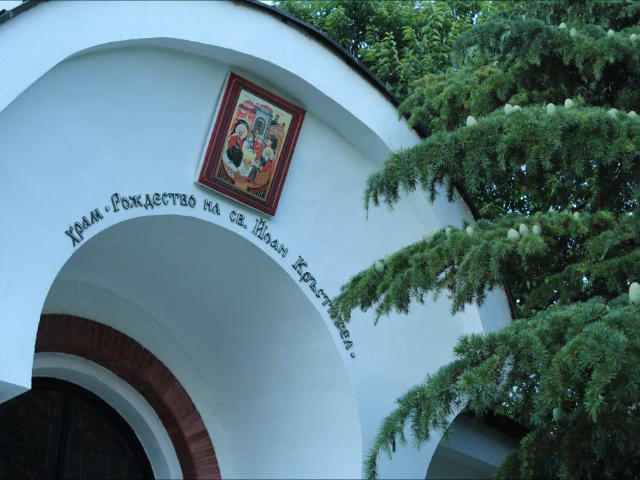 Храм • Рождество на св. Йоан Кръстител •